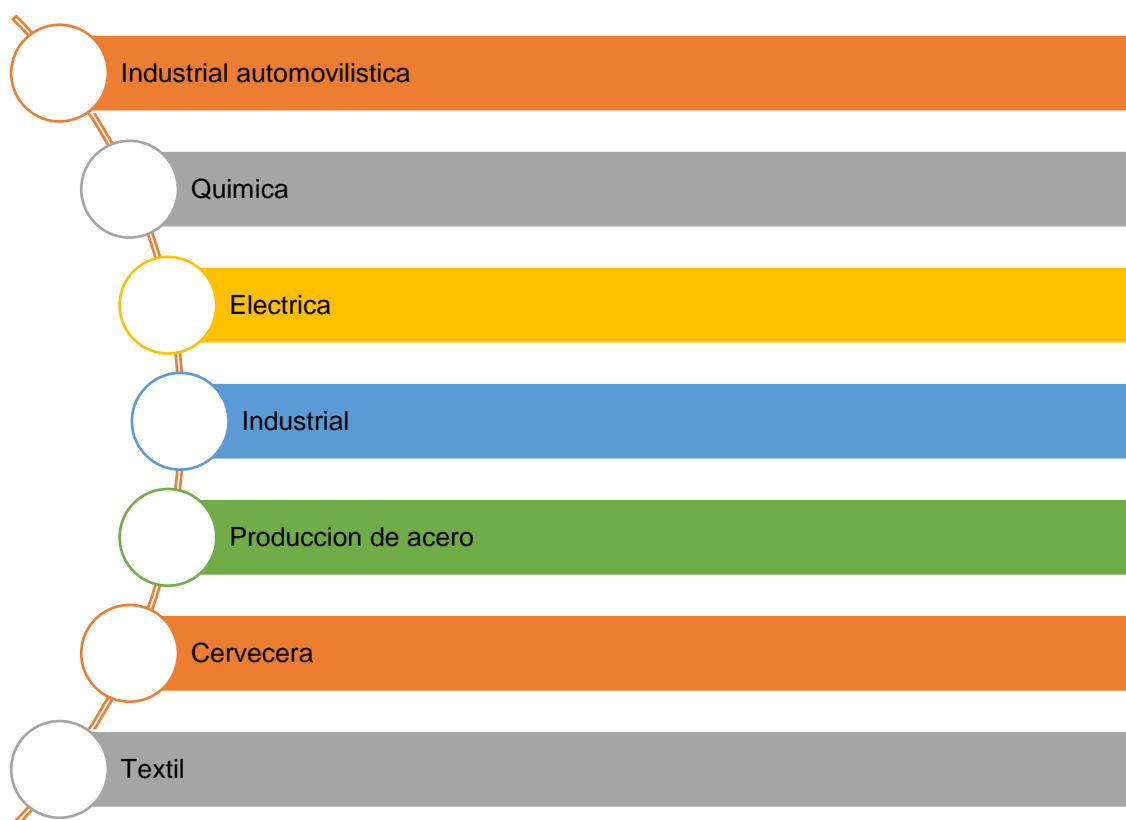 Industrial automovilistica
Quimica
Electrica
Industrial
Produccion de acero
Cervecera
Textil